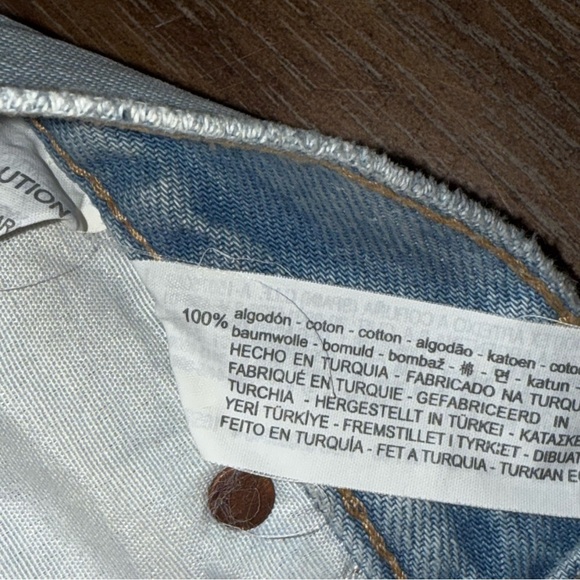 UTION
100% algodón - coton - cotton - algodão - katoen - coto
baumwolle - bomuld - bombaž - 棉 - 면 - katun -
HECHO EN TURQUIA - FABRICADO NA TURQU
FABRIQUÉ EN TURQUIE - GEFABRICEERD IN
TURCHIA - HERGESTELLT IN TÜRKEI - KATAZKE
YERİ TÜRKİYE - FREMSTILLET I TYRKIET - DIBUAT
FEITO EN TURQUÍA - FET A TURQUIA - TURKIAN E